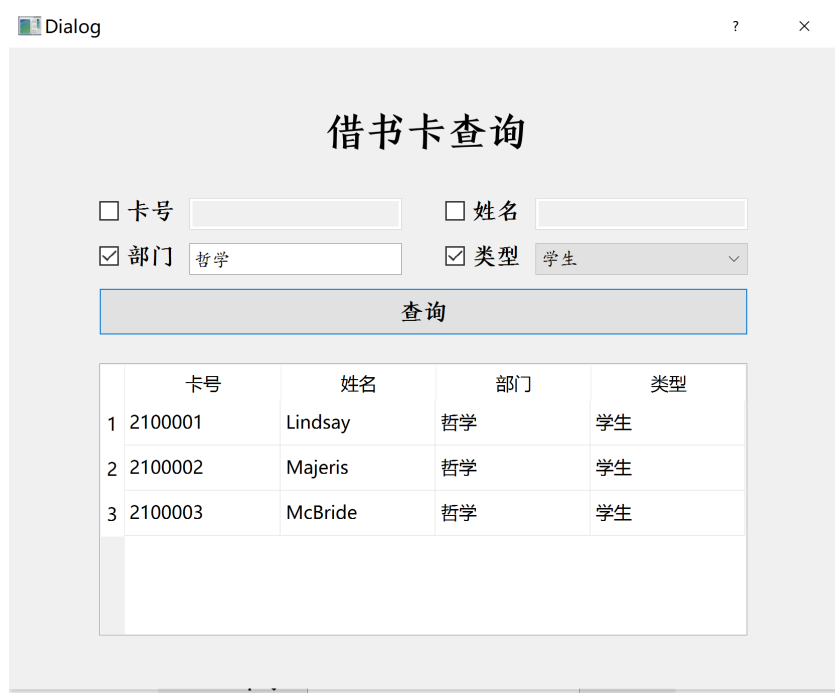 Dialog ?
借书卡查询
卡号 姓名
部门 哲学 类型 学生
查询
卡号 姓名 部门 类型
1 2100001 Lindsay 哲学 学生
2 2100002 Majeris 哲学 学生
3 2100003 McBride 哲学 学生